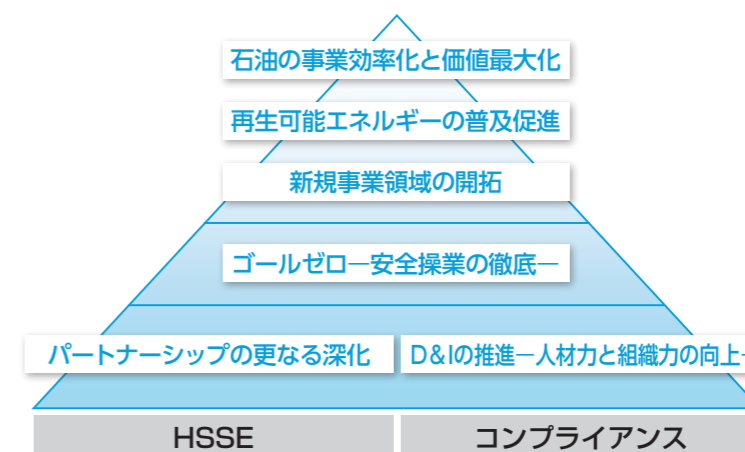 石油の事業効率化と価値最大化
再生可能エネルギーの普及促進
新規事業領域の開拓
ゴールゼロ―安全操業の徹底―
パートナーシップの更なる深化
D&Iの推進―人材力と組織力の向上―
HSSE
コンプライアンス